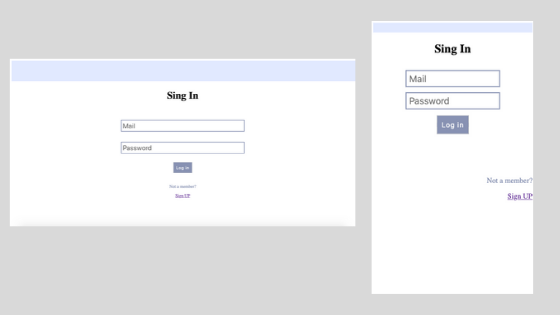 Sing In
Mail
Password
Log in
Not a member?
Sign UP
Sing In
Mail
Password
Log in
Not a member?
Sign UP